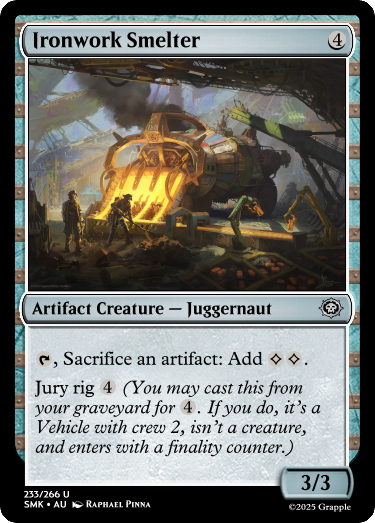 Ironwork Smelter 4
Artifact Creature — Juggernaut
, Sacrifice an artifact: Add .
Jury rig 4 (You may cast this from
your graveyard for 4. If you do, it's a
Vehicle with crew 2, isn't a creature,
and enters with a finality counter.)
3/3
233/266 U
SMK • AU Raphael Pinna
©2025 Grapple